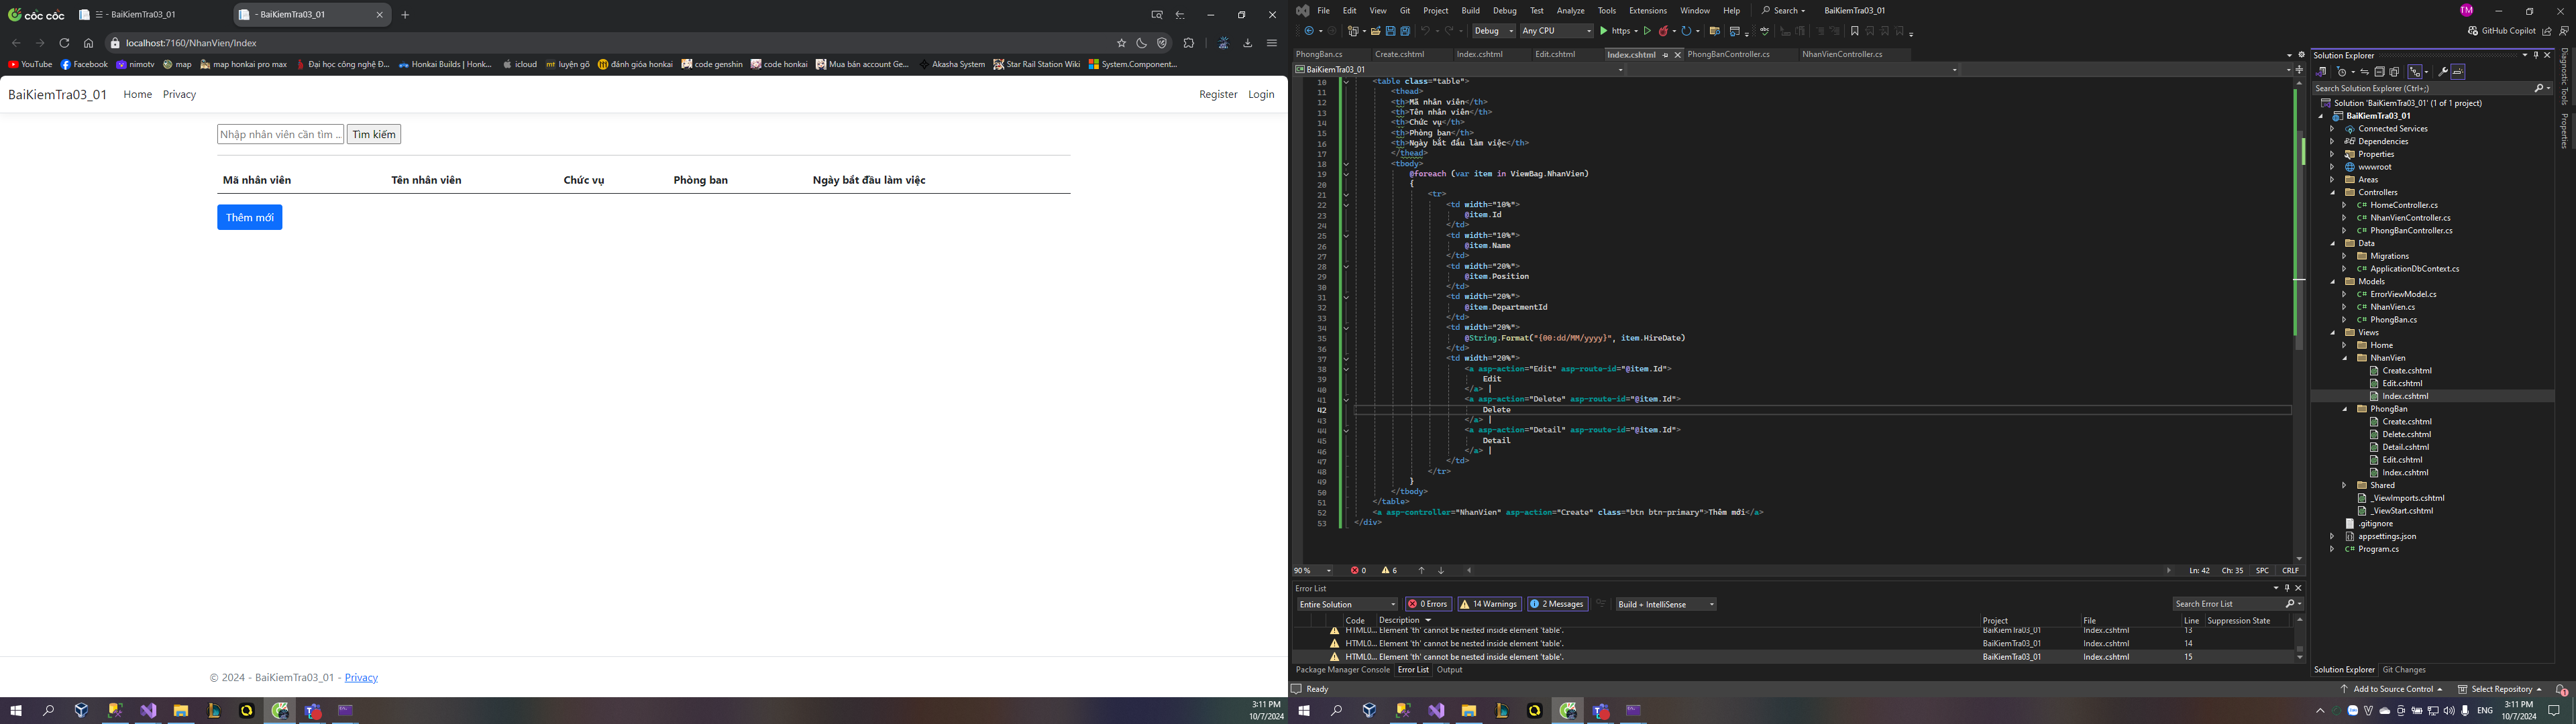 cốc cốc
☰ - BaiKiemTra03_01
- BaiKiemTra03_01
localhost:7160/NhanVien/Index
YouTube Facebook nimotv map map honkai pro max Đại học công nghệ Đ... Honkai Builds | Honk... icloud luyện gõ đánh gióa honkai code genshin code honkai Mua bán account Ge... Akasha System Star Rail Station Wiki System.Component...
BaiKiemTra03_01 Home Privacy Register Login
Nhập nhân viên cần tìm .. Tìm kiếm
Mã nhân viên Tên nhân viên Chức vụ Phòng ban Ngày bắt đầu làm việc
Thêm mới
© 2024 - BaiKiemTra03_01 - Privacy
3:11 PM
10/7/2024
File Edit View Git Project Build Debug Test Analyze Tools Extensions Window Help Search BaiKiemTra03_01 TM
Debug Any CPU https GitHub Copilot
PhongBan.cs Create.cshtml Index.cshtml Edit.cshtml Index.cshtml PhongBanController.cs NhanVienController.cs
BaiKiemTra03_01
10 <table class="table">
11 <thead>
12 <th>Mã nhân viên</th>
13 <th>Tên nhân viên</th>
14 <th>Chức vụ</th>
15 <th>Phòng ban</th>
16 <th>Ngày bắt đầu làm việc</th>
17 </thead>
18 <tbody>
19 @foreach (var item in ViewBag.NhanVien)
20 {
21 <tr>
22 <td width="10%">
23 @item.Id
24 </td>
25 <td width="10%">
26 @item.Name
27 </td>
28 <td width="20%">
29 @item.Position
30 </td>
31 <td width="20%">
32 @item.DepartmentId
33 </td>
34 <td width="20%">
35 @String.Format("{00:dd/MM/yyyy}", item.HireDate)
36 </td>
37 <td width="20%">
38 <a asp-action="Edit" asp-route-id="@item.Id">
39 Edit
40 </a> |
41 <a asp-action="Delete" asp-route-id="@item.Id">
42 Delete
43 </a> |
44 <a asp-action="Detail" asp-route-id="@item.Id">
45 Detail
46 </a> |
47 </td>
48 </tr>
49 }
50 </tbody>
51 </table>
52 <a asp-controller="NhanVien" asp-action="Create" class="btn btn-primary">Thêm mới</a>
53 </div>
90 % 0 6 Ln: 42 Ch: 35 SPC CRLF
Error List
Entire Solution 0 Errors 14 Warnings 2 Messages Build + IntelliSense Search Error List
Code Description Project File Line Suppression State
HTML0... Element 'th' cannot be nested inside element 'table'. BaiKiemTra03_01 Index.cshtml 13
HTML0... Element 'th' cannot be nested inside element 'table'. BaiKiemTra03_01 Index.cshtml 14
HTML0... Element 'th' cannot be nested inside element 'table'. BaiKiemTra03_01 Index.cshtml 15
Package Manager Console Error List Output
Ready
Solution Explorer
Search Solution Explorer (Ctrl+;)
Solution 'BaiKiemTra03_01' (1 of 1 project)
BaiKiemTra03_01
Connected Services
Dependencies
Properties
wwwroot
Areas
Controllers
C# HomeController.cs
C# NhanVienController.cs
C# PhongBanController.cs
Data
Migrations
C# ApplicationDbContext.cs
Models
C# ErrorViewModel.cs
C# NhanVien.cs
C# PhongBan.cs
Views
Home
NhanVien
Create.cshtml
Edit.cshtml
Index.cshtml
PhongBan
Create.cshtml
Delete.cshtml
Detail.cshtml
Edit.cshtml
Index.cshtml
Shared
_ViewImports.cshtml
_ViewStart.cshtml
.gitignore
appsettings.json
C# Program.cs
Solution Explorer Git Changes
Diagnostic Tools
Properties
Add to Source Control Select Repository 1
ENG
3:11 PM
10/7/2024